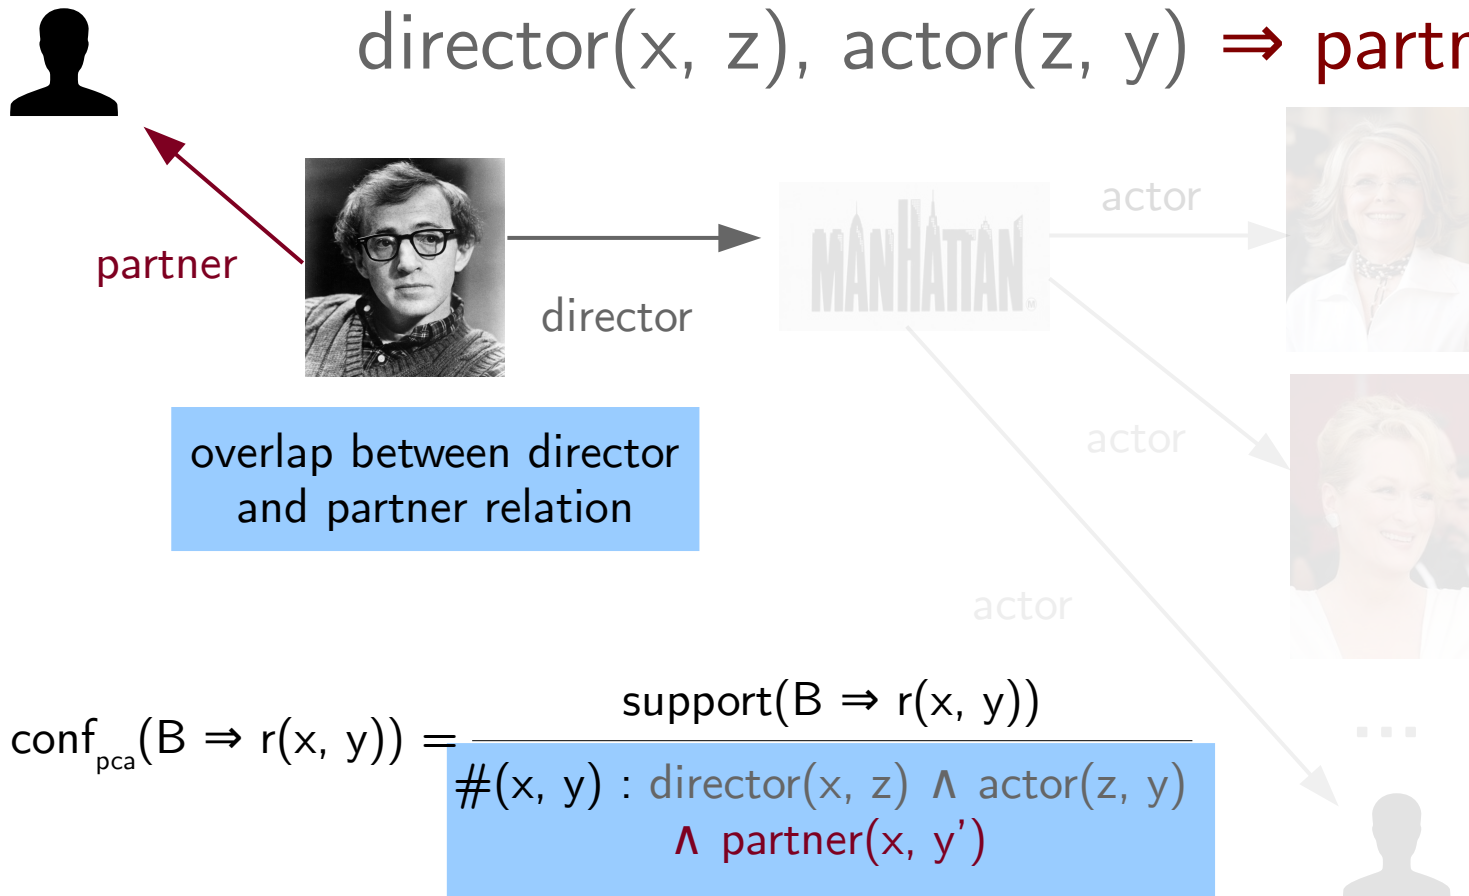 director(x, z), actor(z, y) ⇒ partn
actor
partner
MANHATTAN
director
overlap between director
and partner relation
actor
actor
support(B ⇒ r(x, y))
conf_pca(B ⇒ r(x, y)) =
...
#(x, y) : director(x, z) ∧ actor(z, y)
∧ partner(x, y’)